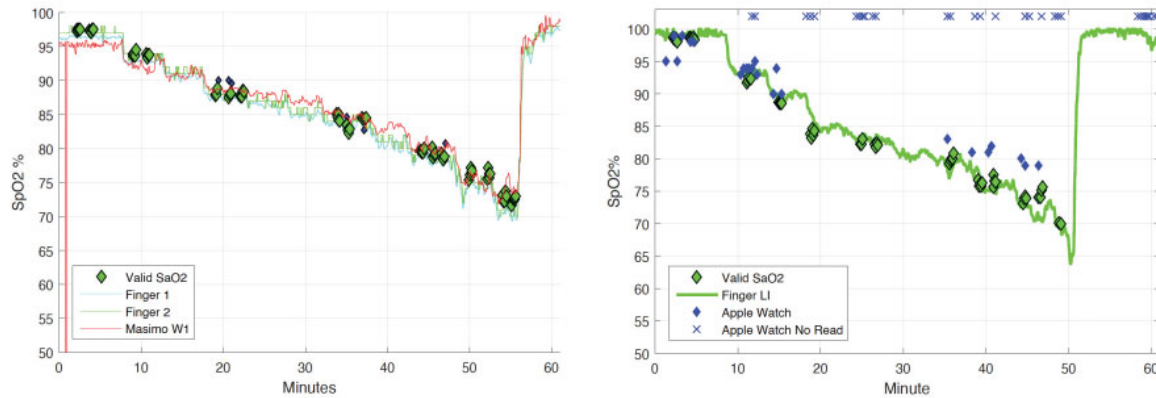 100
95
90
85
80
75
70
65
60
55
50
SpO2 %
Valid SaO2
Finger 1
Finger 2
Masimo W1
0 10 20 30 40 50 60
Minutes
100
95
90
85
80
75
70
65
60
55
50
SpO2%
Valid SaO2
Finger LI
Apple Watch
Apple Watch No Read
0 10 20 30 40 50 60
Minute